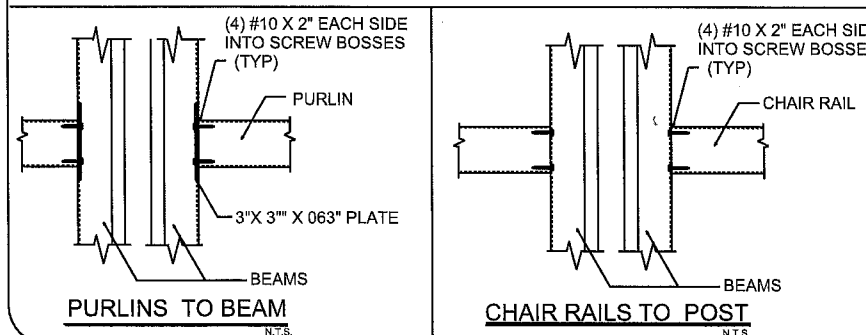 (4) #10 X 2" EACH SIDE
INTO SCREW BOSSES
(TYP)
PURLIN
3"X 3"" X 063" PLATE
BEAMS
PURLINS TO BEAM
N.T.S.
(4) #10 X 2" EACH SID
INTO SCREW BOSSE
(TYP)
CHAIR RAIL
BEAMS
CHAIR RAILS TO POST
N.T.S